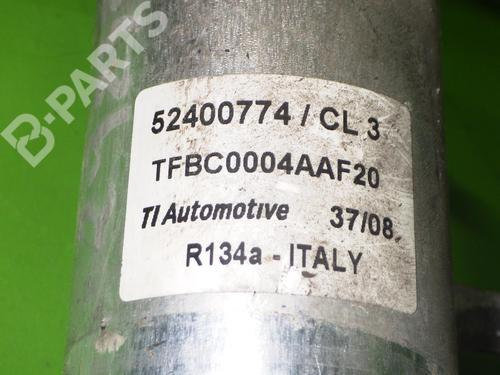 B-PARTS
52400774 / CL 3
TFBC0004AAF20
TI Automotive 37/08
R134a - ITALY